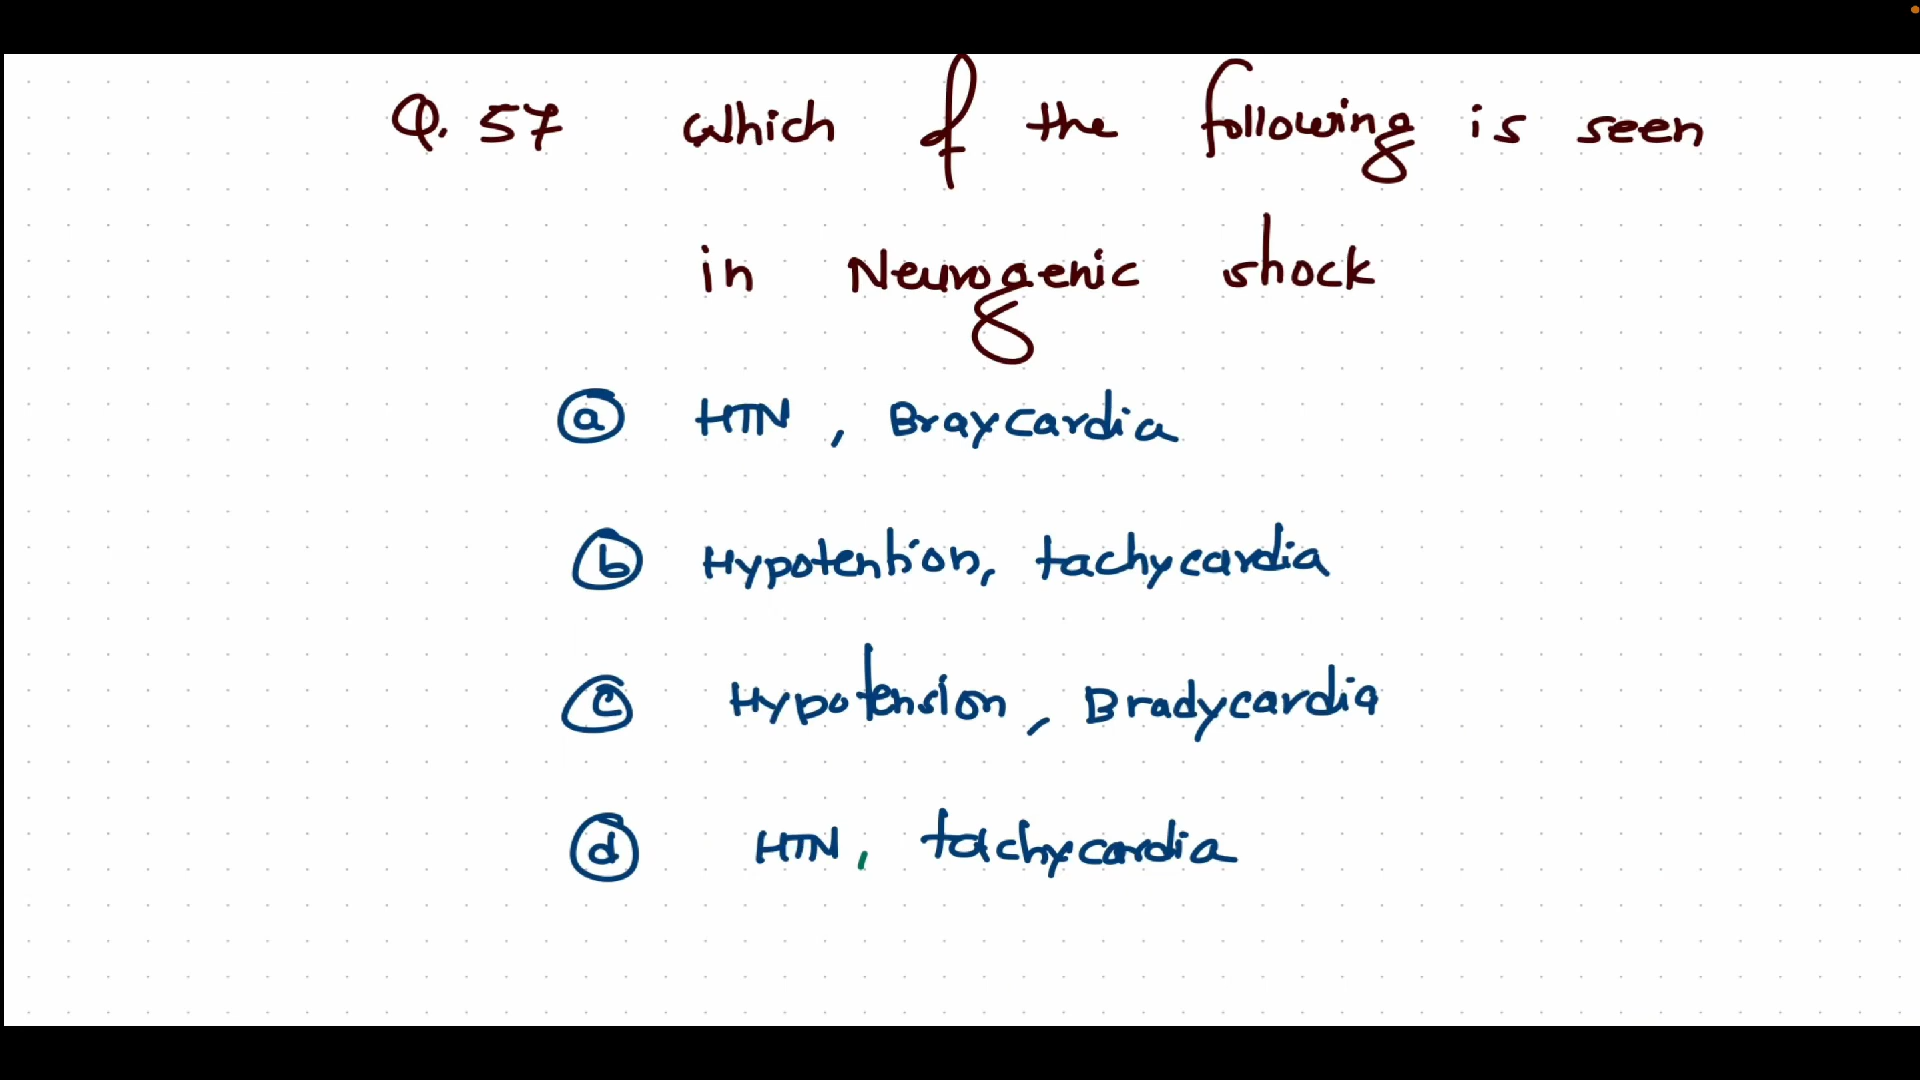 Q. 57 which of the following is seen
in Neurogenic shock
a HTN, Braycardia
b Hypotention, tachycardia
c Hypotension, Bradycardia
d HTN, tachycardia